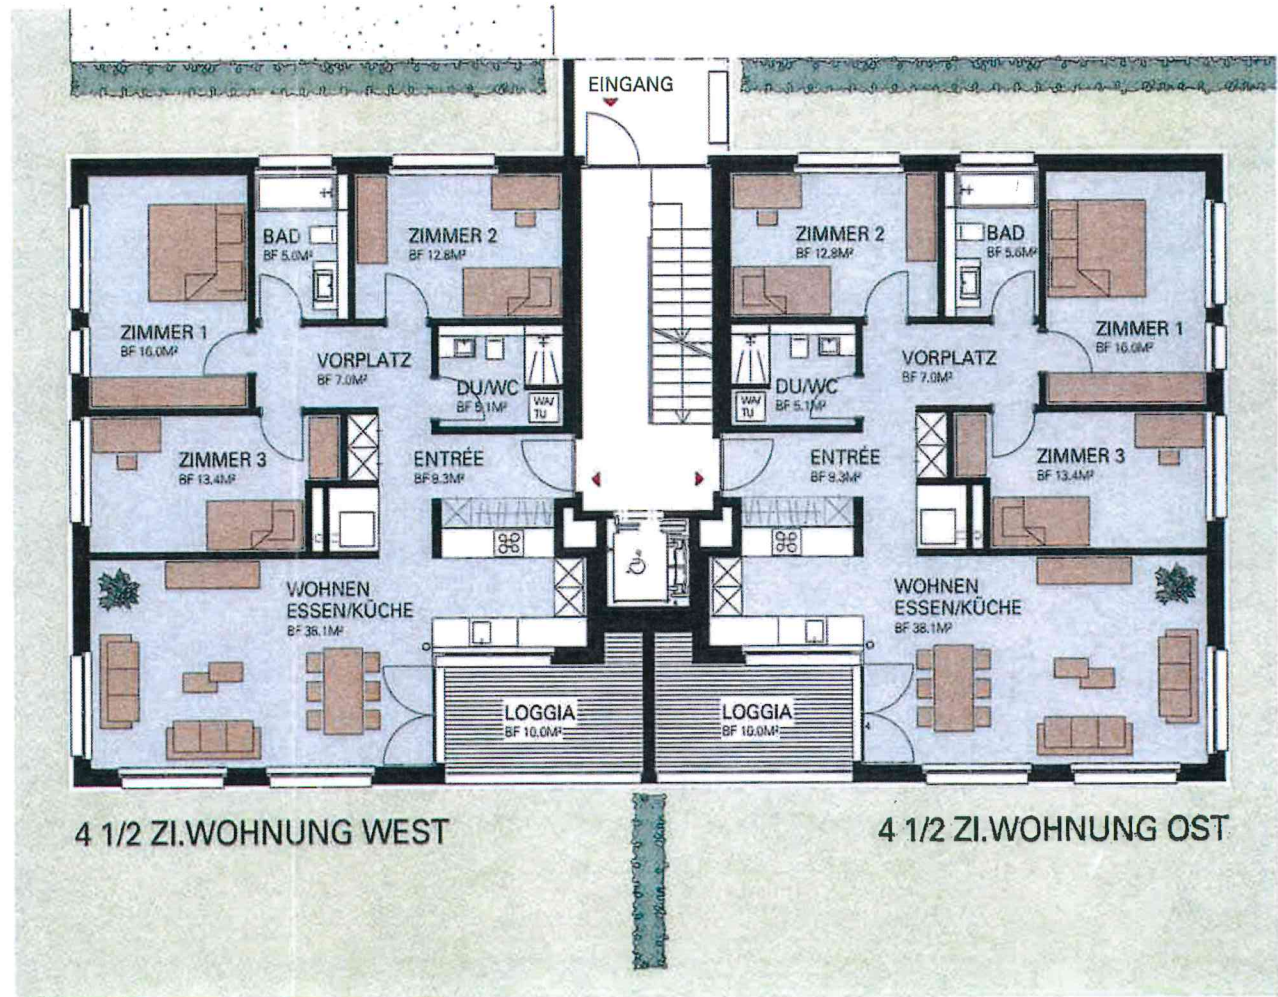 EINGANG
ZIMMER 1
BF 16.0M²
BAD
BF 5.6M²
ZIMMER 2
BF 12.8M²
VORPLATZ
BF 7.0M²
DU/WC
BF 5.1M²
WA/
TU
ZIMMER 3
BF 13.4M²
ENTRÉE
BF 9.3M²
WOHNEN
ESSEN/KÜCHE
BF 38.1M²
LOGGIA
BF 10.0M²
ZIMMER 2
BF 12.8M²
BAD
BF 5.6M²
ZIMMER 1
BF 16.0M²
VORPLATZ
BF 7.0M²
DU/WC
BF 5.1M²
WA/
TU
ENTRÉE
BF 9.3M²
ZIMMER 3
BF 13.4M²
WOHNEN
ESSEN/KÜCHE
BF 38.1M²
LOGGIA
BF 10.0M²
4 1/2 ZI.WOHNUNG WEST
4 1/2 ZI.WOHNUNG OST